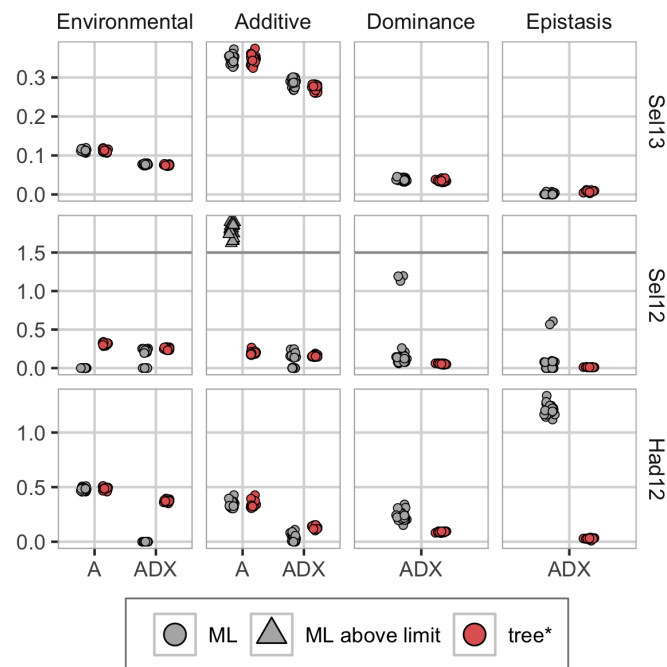 Environmental Additive Dominance Epistasis
0.3
0.2
0.1
0.0
Sel13
1.5
1.0
0.5
0.0
Sel12
1.0
0.5
0.0
Had12
A ADX A ADX ADX ADX
ML ML above limit tree*